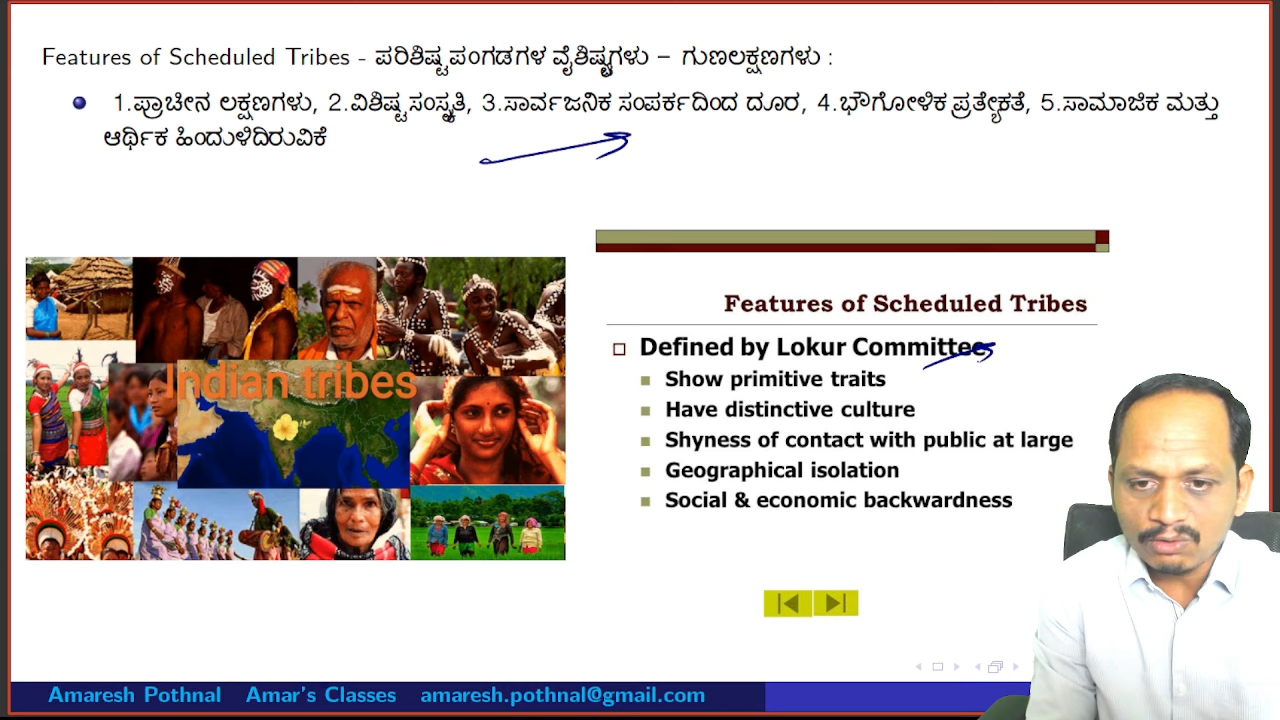 Features of Scheduled Tribes - ಪರಿಶಿಷ್ಟ ಪಂಗಡಗಳ ವೈಶಿಷ್ಟ್ಯಗಳು – ಗುಣಲಕ್ಷಣಗಳು :
1.ಪ್ರಾಚೀನ ಲಕ್ಷಣಗಳು, 2.ವಿಶಿಷ್ಟ ಸಂಸ್ಕೃತಿ, 3.ಸಾರ್ವಜನಿಕ ಸಂಪರ್ಕದಿಂದ ದೂರ, 4.ಭೌಗೋಳಿಕ ಪ್ರತ್ಯೇಕತೆ, 5.ಸಾಮಾಜಿಕ ಮತ್ತು
ಆರ್ಥಿಕ ಹಿಂದುಳಿದಿರುವಿಕೆ
Indian tribes
Features of Scheduled Tribes
Defined by Lokur Committee
Show primitive traits
Have distinctive culture
Shyness of contact with public at large
Geographical isolation
Social & economic backwardness
Amaresh Pothnal Amar's Classes amaresh.pothnal@gmail.com